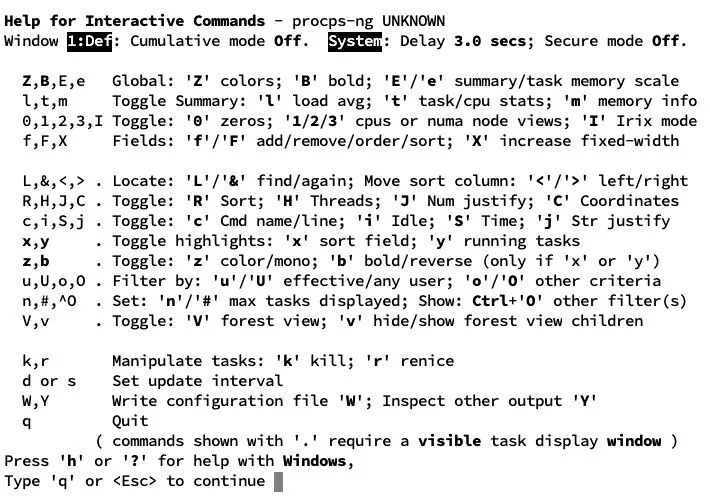 Help for Interactive Commands - procps-ng UNKNOWN
Window 1:Def: Cumulative mode Off.  System: Delay 3.0 secs; Secure mode Off.

  Z,B,E,e   Global: 'Z' colors; 'B' bold; 'E'/'e' summary/task memory scale
  l,t,m     Toggle Summary: 'l' load avg; 't' task/cpu stats; 'm' memory info
  0,1,2,3,I Toggle: '0' zeros; '1/2/3' cpus or numa node views; 'I' Irix mode
  f,F,X     Fields: 'f'/'F' add/remove/order/sort; 'X' increase fixed-width

  L,&,<,> . Locate: 'L'/'&' find/again; Move sort column: '<'/'>' left/right
  R,H,J,C . Toggle: 'R' Sort; 'H' Threads; 'J' Num justify; 'C' Coordinates
  c,i,S,j . Toggle: 'c' Cmd name/line; 'i' Idle; 'S' Time; 'j' Str justify
  x,y     . Toggle highlights: 'x' sort field; 'y' running tasks
  z,b     . Toggle: 'z' color/mono; 'b' bold/reverse (only if 'x' or 'y')
  u,U,o,O . Filter by: 'u'/'U' effective/any user; 'o'/'O' other criteria
  n,#,^O  . Set: 'n'/'#' max tasks displayed; Show: Ctrl+'O' other filter(s)
  V,v     . Toggle: 'V' forest view; 'v' hide/show forest view children

  k,r       Manipulate tasks: 'k' kill; 'r' renice
  d or s    Set update interval
  W,Y       Write configuration file 'W'; Inspect other output 'Y'
  q         Quit
          ( commands shown with '.' require a visible task display window )
Press 'h' or '?' for help with Windows,
Type 'q' or <Esc> to continue